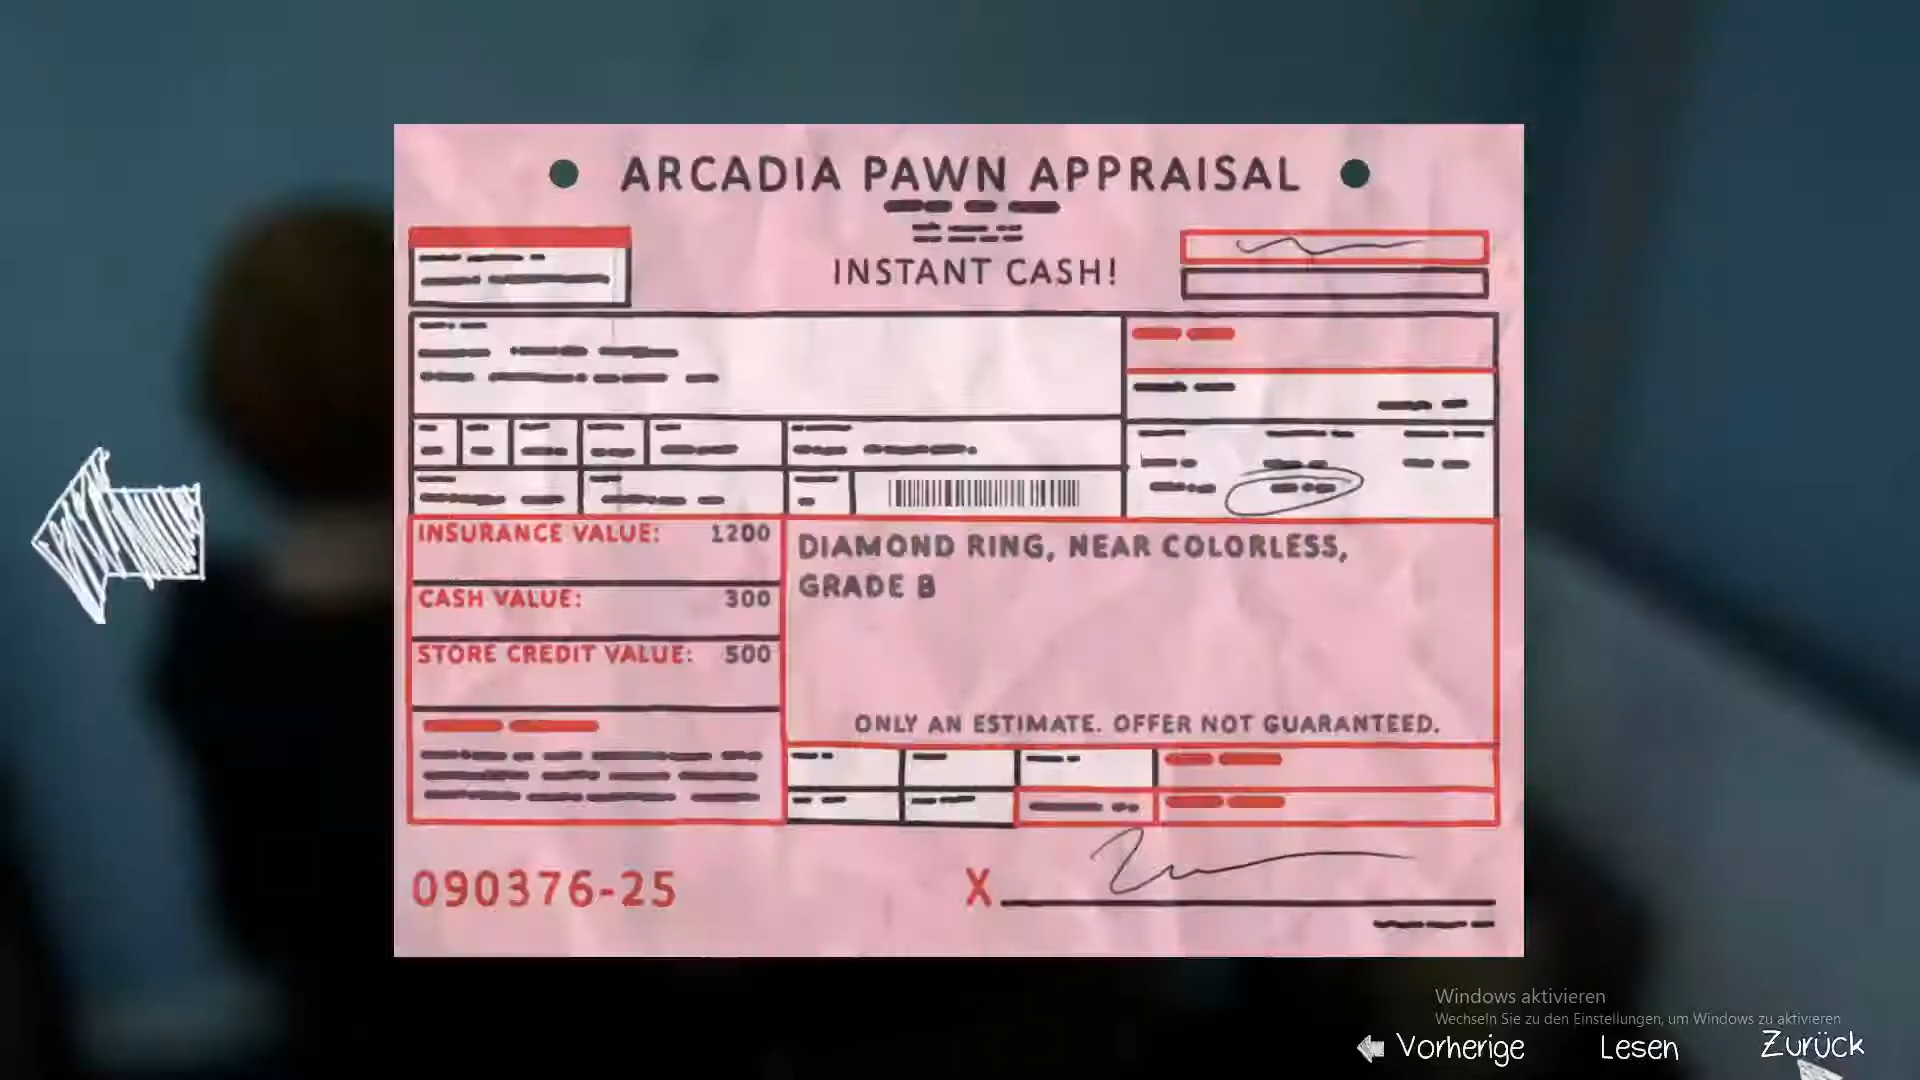 ARCADIA PAWN APPRAISAL
INSTANT CASH!
INSURANCE VALUE: 1200
CASH VALUE: 300
STORE CREDIT VALUE: 500
DIAMOND RING, NEAR COLORLESS,
GRADE B
ONLY AN ESTIMATE. OFFER NOT GUARANTEED.
090376-25
X
Windows aktivieren
Wechseln Sie zu den Einstellungen, um Windows zu aktivieren
Vorherige
Lesen
Zurück